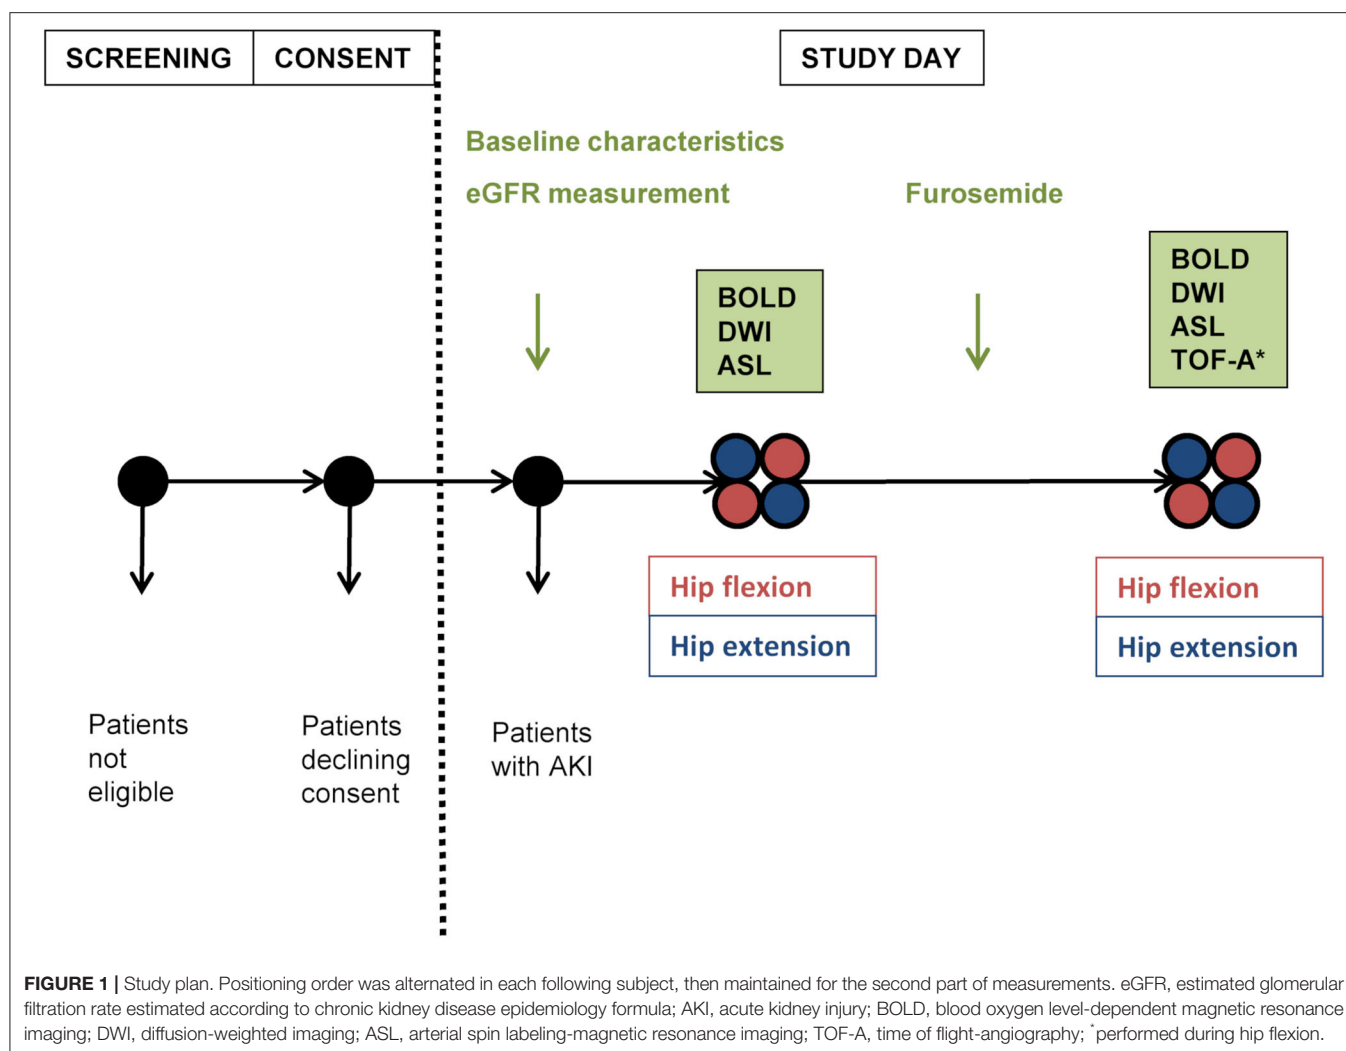 SCREENING CONSENT STUDY DAY
Baseline characteristics
eGFR measurement
Furosemide
BOLD
DWI
ASL
BOLD
DWI
ASL
TOF-A*
Hip flexion
Hip extension
Hip flexion
Hip extension
Patients
not
eligible
Patients
declining
consent
Patients
with AKI
FIGURE 1 | Study plan. Positioning order was alternated in each following subject, then maintained for the second part of measurements. eGFR, estimated glomerular
filtration rate estimated according to chronic kidney disease epidemiology formula; AKI, acute kidney injury; BOLD, blood oxygen level-dependent magnetic resonance
imaging; DWI, diffusion-weighted imaging; ASL, arterial spin labeling-magnetic resonance imaging; TOF-A, time of flight-angiography; *performed during hip flexion.